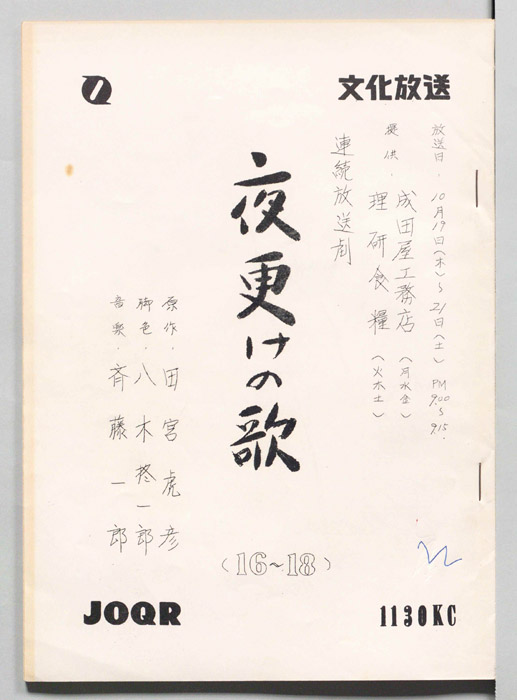 文化放送
放送日・10月19日(木)～21日(土) PM9.00～9.15.
提供・成田屋工務店(月水金)
理研食糧(火木土)
連続放送劇
夜更けの歌
(16～18)
原作・田宮虎彦
脚色・八木柊一郎
音楽・斉藤一郎
JOQR
1130KC